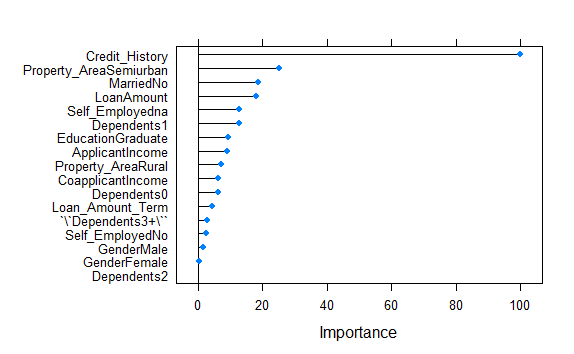 Credit_History
Property_AreaSemiurban
MarriedNo
LoanAmount
Self_Employedna
Dependents1
EducationGraduate
ApplicantIncome
Property_AreaRural
CoapplicantIncome
Dependents0
Loan_Amount_Term
`\`Dependents3+\``
Self_EmployedNo
GenderMale
GenderFemale
Dependents2
0 20 40 60 80 100
Importance